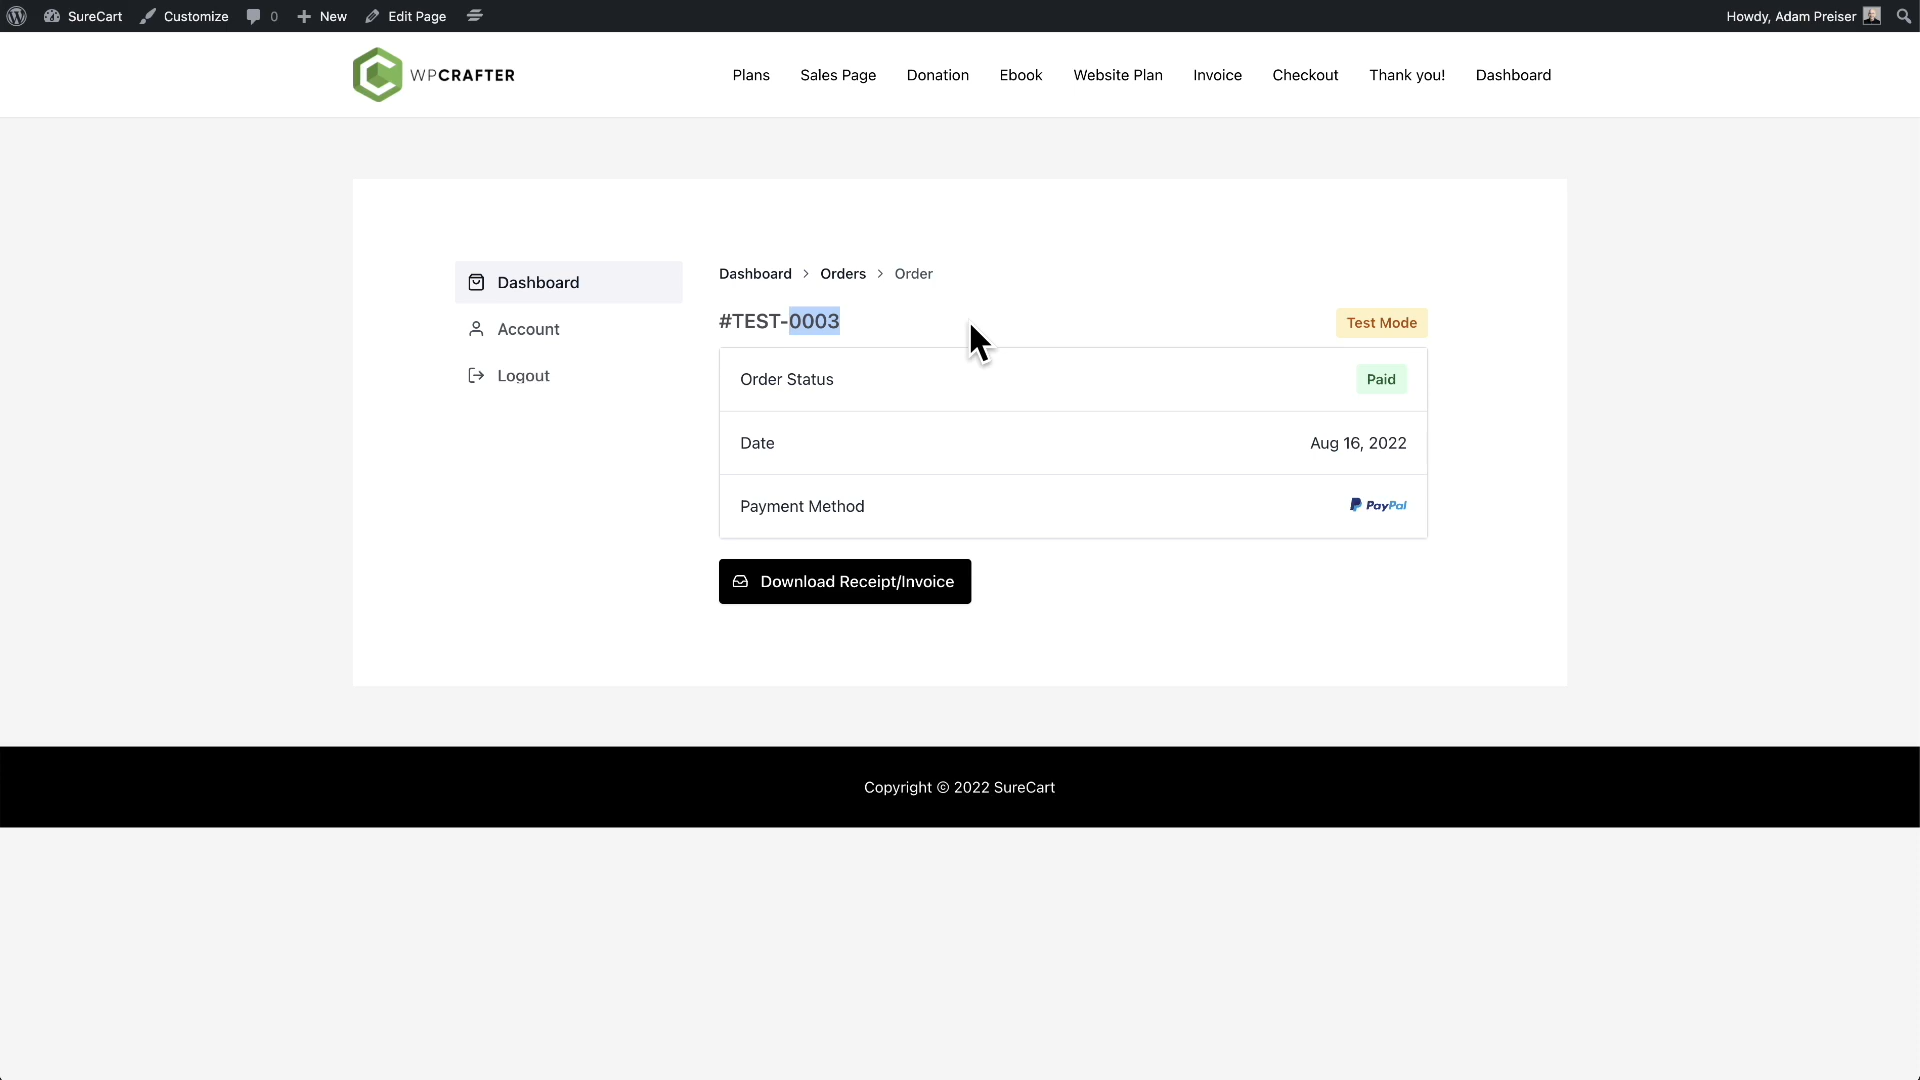 SureCart Customize 0 New Edit Page Howdy, Adam Preiser
WPCRAFTER Plans Sales Page Donation Ebook Website Plan Invoice Checkout Thank you! Dashboard
Dashboard
Account
Logout
Dashboard > Orders > Order
#TEST-0003 Test Mode
Order Status Paid
Date Aug 16, 2022
Payment Method PayPal
Download Receipt/Invoice
Copyright © 2022 SureCart